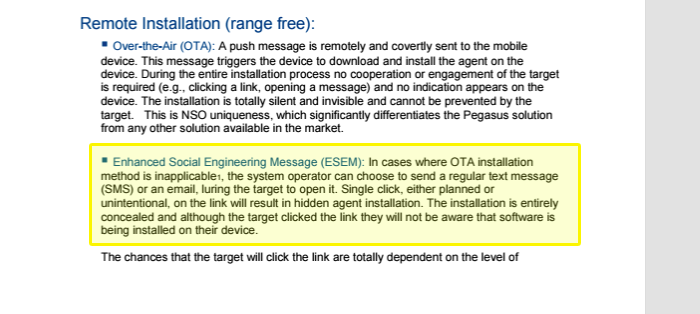 Remote Installation (range free):
▪ Over-the-Air (OTA): A push message is remotely and covertly sent to the mobile
device. This message triggers the device to download and install the agent on the
device. During the entire installation process no cooperation or engagement of the target
is required (e.g., clicking a link, opening a message) and no indication appears on the
device. The installation is totally silent and invisible and cannot be prevented by the
target. This is NSO uniqueness, which significantly differentiates the Pegasus solution
from any other solution available in the market.
▪ Enhanced Social Engineering Message (ESEM): In cases where OTA installation
method is inapplicable₁, the system operator can choose to send a regular text message
(SMS) or an email, luring the target to open it. Single click, either planned or
unintentional, on the link will result in hidden agent installation. The installation is entirely
concealed and although the target clicked the link they will not be aware that software is
being installed on their device.
The chances that the target will click the link are totally dependent on the level of